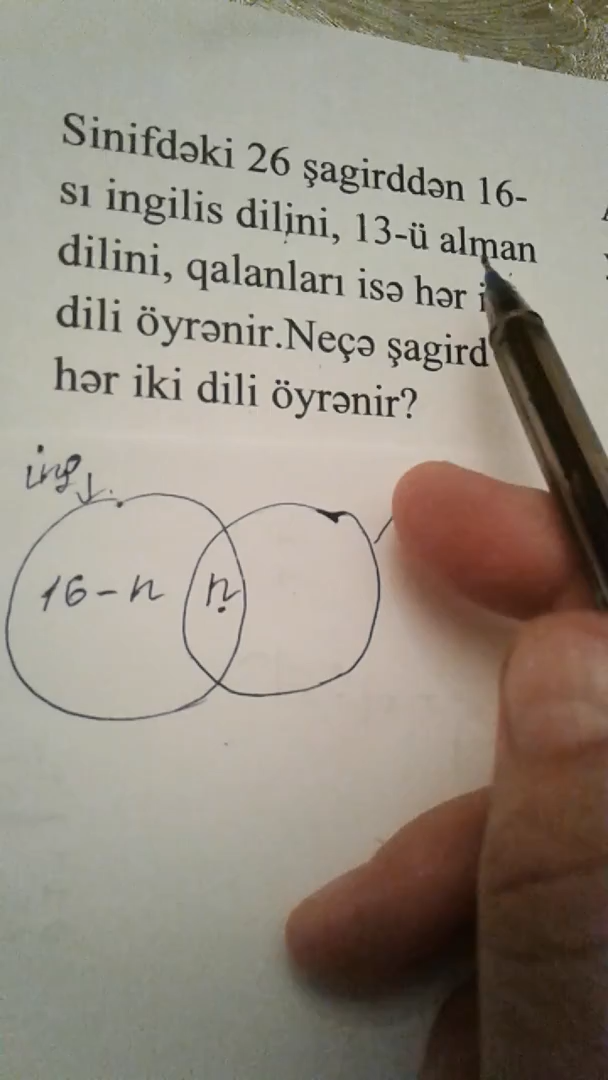 Sinifdəki 26 şagirddən 16-
sı ingilis dilini, 13-ü alman
dilini, qalanları isə hər
dili öyrənir.Neçə şagird
hər iki dili öyrənir?
ing
16-n n